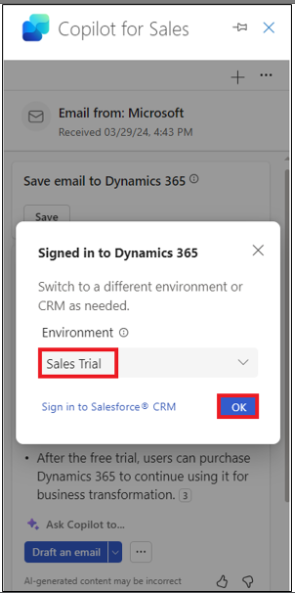 Copilot for Sales
Email from: Microsoft
Received 03/29/24, 4:43 PM
Save email to Dynamics 365
Save
Signed in to Dynamics 365
Switch to a different environment or
CRM as needed.
Environment
Sales Trial
Sign in to Salesforce® CRM
OK
• After the free trial, users can purchase
Dynamics 365 to continue using it for
business transformation. 3
Ask Copilot to...
Draft an email
AI-generated content may be incorrect